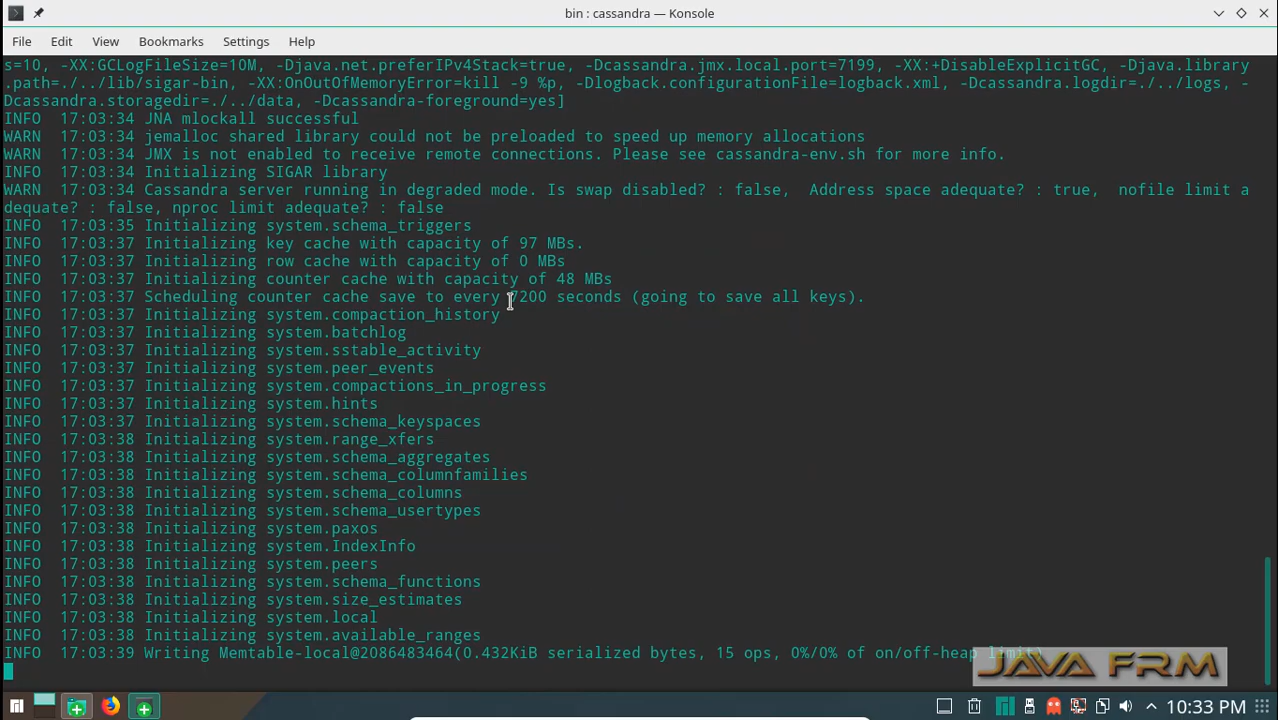 bin : cassandra — Konsole
File Edit View Bookmarks Settings Help
s=10, -XX:GCLogFileSize=10M, -Djava.net.preferIPv4Stack=true, -Dcassandra.jmx.local.port=7199, -XX:+DisableExplicitGC, -Djava.library
.path=./../lib/sigar-bin, -XX:OnOutOfMemoryError=kill -9 %p, -Dlogback.configurationFile=logback.xml, -Dcassandra.logdir=./../logs, -
Dcassandra.storagedir=./../data, -Dcassandra-foreground=yes]
INFO  17:03:34 JNA mlockall successful
WARN  17:03:34 jemalloc shared library could not be preloaded to speed up memory allocations
WARN  17:03:34 JMX is not enabled to receive remote connections. Please see cassandra-env.sh for more info.
INFO  17:03:34 Initializing SIGAR library
WARN  17:03:34 Cassandra server running in degraded mode. Is swap disabled? : false,  Address space adequate? : true,  nofile limit a
dequate? : false, nproc limit adequate? : false
INFO  17:03:35 Initializing system.schema_triggers
INFO  17:03:37 Initializing key cache with capacity of 97 MBs.
INFO  17:03:37 Initializing row cache with capacity of 0 MBs
INFO  17:03:37 Initializing counter cache with capacity of 48 MBs
INFO  17:03:37 Scheduling counter cache save to every 7200 seconds (going to save all keys).
INFO  17:03:37 Initializing system.compaction_history
INFO  17:03:37 Initializing system.batchlog
INFO  17:03:37 Initializing system.sstable_activity
INFO  17:03:37 Initializing system.peer_events
INFO  17:03:37 Initializing system.compactions_in_progress
INFO  17:03:37 Initializing system.hints
INFO  17:03:37 Initializing system.schema_keyspaces
INFO  17:03:38 Initializing system.range_xfers
INFO  17:03:38 Initializing system.schema_aggregates
INFO  17:03:38 Initializing system.schema_columnfamilies
INFO  17:03:38 Initializing system.schema_columns
INFO  17:03:38 Initializing system.schema_usertypes
INFO  17:03:38 Initializing system.paxos
INFO  17:03:38 Initializing system.IndexInfo
INFO  17:03:38 Initializing system.peers
INFO  17:03:38 Initializing system.schema_functions
INFO  17:03:38 Initializing system.size_estimates
INFO  17:03:38 Initializing system.local
INFO  17:03:38 Initializing system.available_ranges
INFO  17:03:39 Writing Memtable-local@2086483464(0.432KiB serialized bytes, 15 ops, 0%/0% of on/off-heap limit)
JAVA FRM
10:33 PM